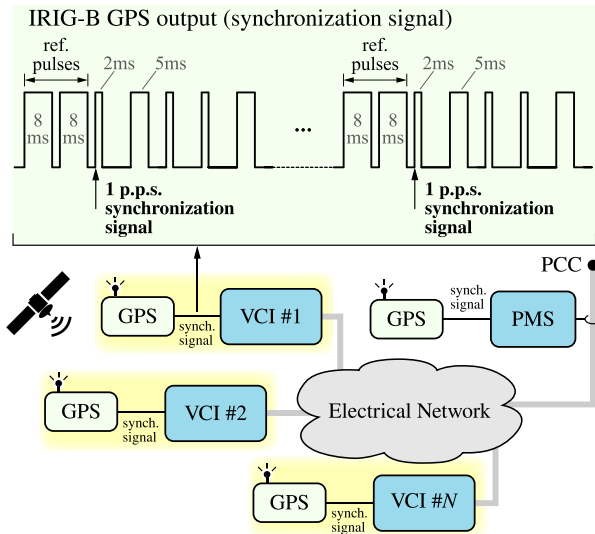 IRIG-B GPS output (synchronization signal)
ref.
pulses
2ms
5ms
ref.
pulses
2ms
5ms
8
ms
8
ms
...
8
ms
8
ms
1 p.p.s.
synchronization
signal
1 p.p.s.
synchronization
signal
PCC
GPS
synch.
signal
VCI #1
synch.
signal
GPS
PMS
GPS
synch.
signal
VCI #2
Electrical Network
GPS
synch.
signal
VCI #N